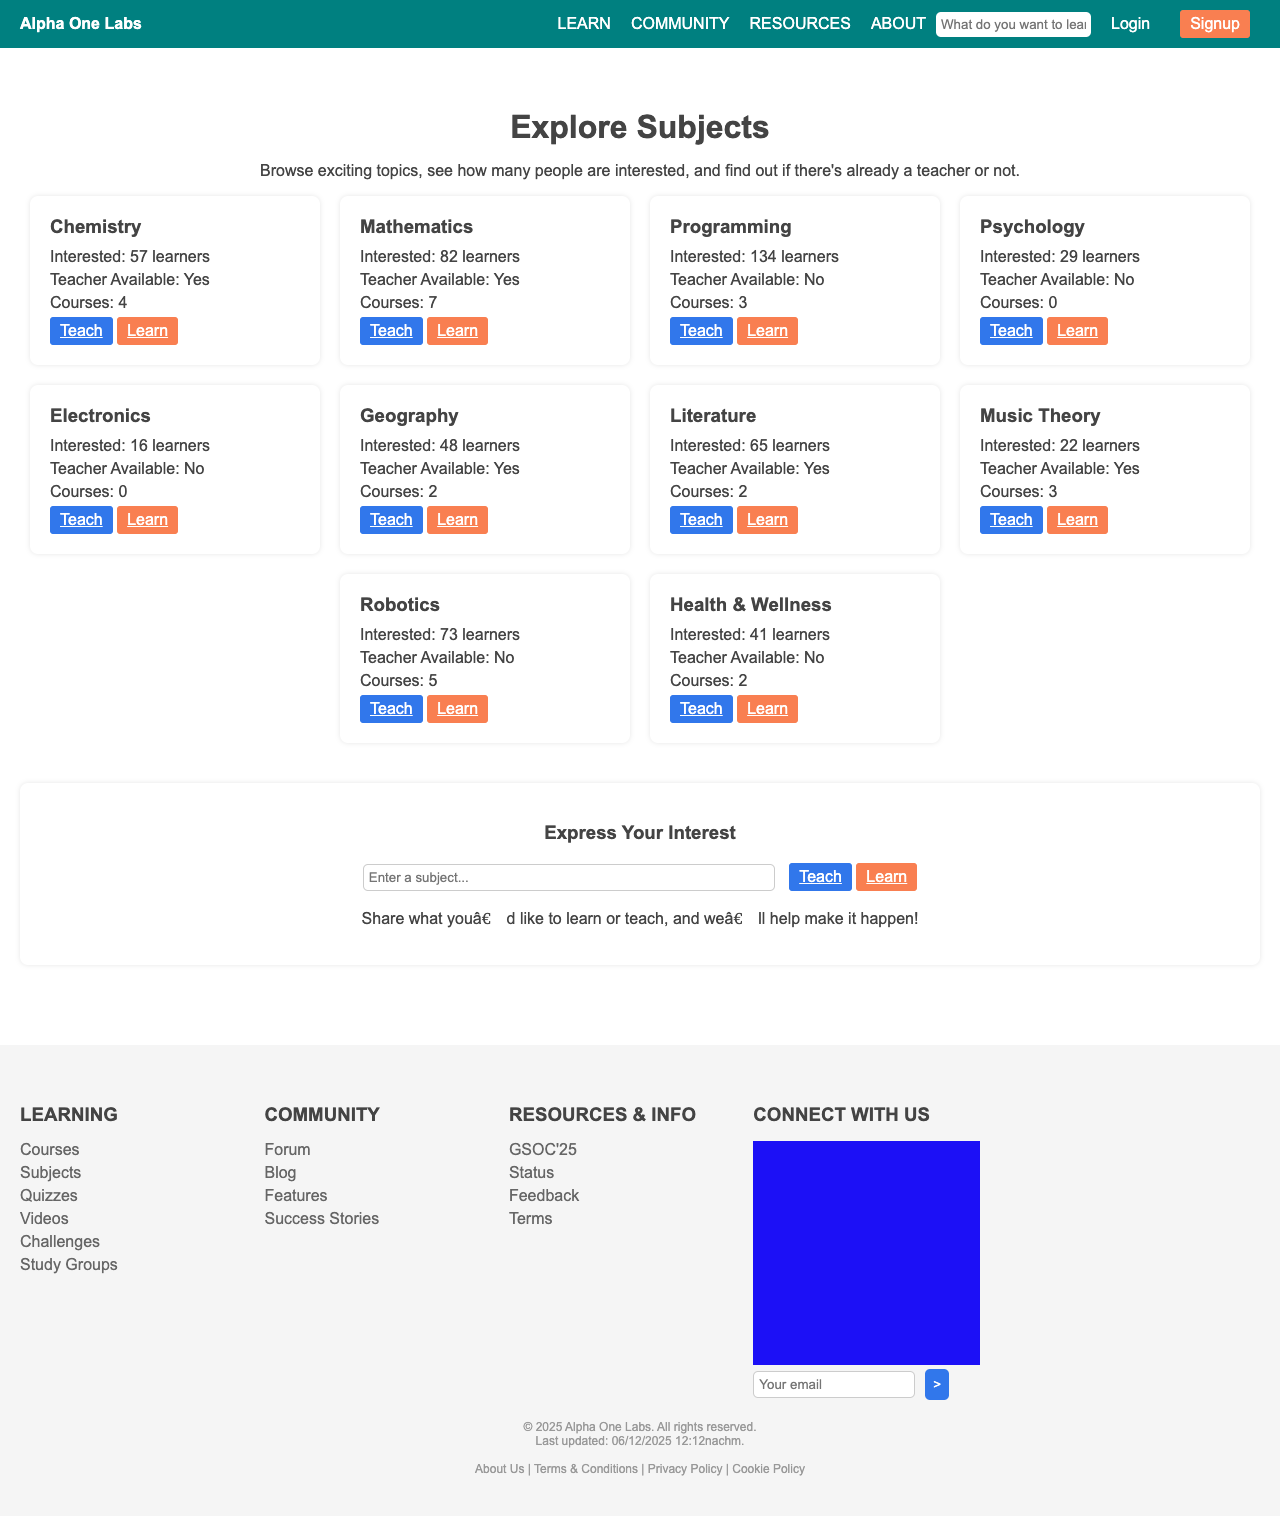 Alpha One Labs LEARN COMMUNITY RESOURCES ABOUT What do you want to lear Login Signup
Explore Subjects
Browse exciting topics, see how many people are interested, and find out if there's already a teacher or not.
Chemistry
Interested: 57 learners
Teacher Available: Yes
Courses: 4
Teach Learn
Mathematics
Interested: 82 learners
Teacher Available: Yes
Courses: 7
Teach Learn
Programming
Interested: 134 learners
Teacher Available: No
Courses: 3
Teach Learn
Psychology
Interested: 29 learners
Teacher Available: No
Courses: 0
Teach Learn
Electronics
Interested: 16 learners
Teacher Available: No
Courses: 0
Teach Learn
Geography
Interested: 48 learners
Teacher Available: Yes
Courses: 2
Teach Learn
Literature
Interested: 65 learners
Teacher Available: Yes
Courses: 2
Teach Learn
Music Theory
Interested: 22 learners
Teacher Available: Yes
Courses: 3
Teach Learn
Robotics
Interested: 73 learners
Teacher Available: No
Courses: 5
Teach Learn
Health & Wellness
Interested: 41 learners
Teacher Available: No
Courses: 2
Teach Learn
Express Your Interest
Enter a subject... Teach Learn
Share what youâ€ d like to learn or teach, and weâ€ ll help make it happen!
LEARNING
Courses
Subjects
Quizzes
Videos
Challenges
Study Groups
COMMUNITY
Forum
Blog
Features
Success Stories
RESOURCES & INFO
GSOC'25
Status
Feedback
Terms
CONNECT WITH US
Your email >
© 2025 Alpha One Labs. All rights reserved.
Last updated: 06/12/2025 12:12nachm.
About Us | Terms & Conditions | Privacy Policy | Cookie Policy